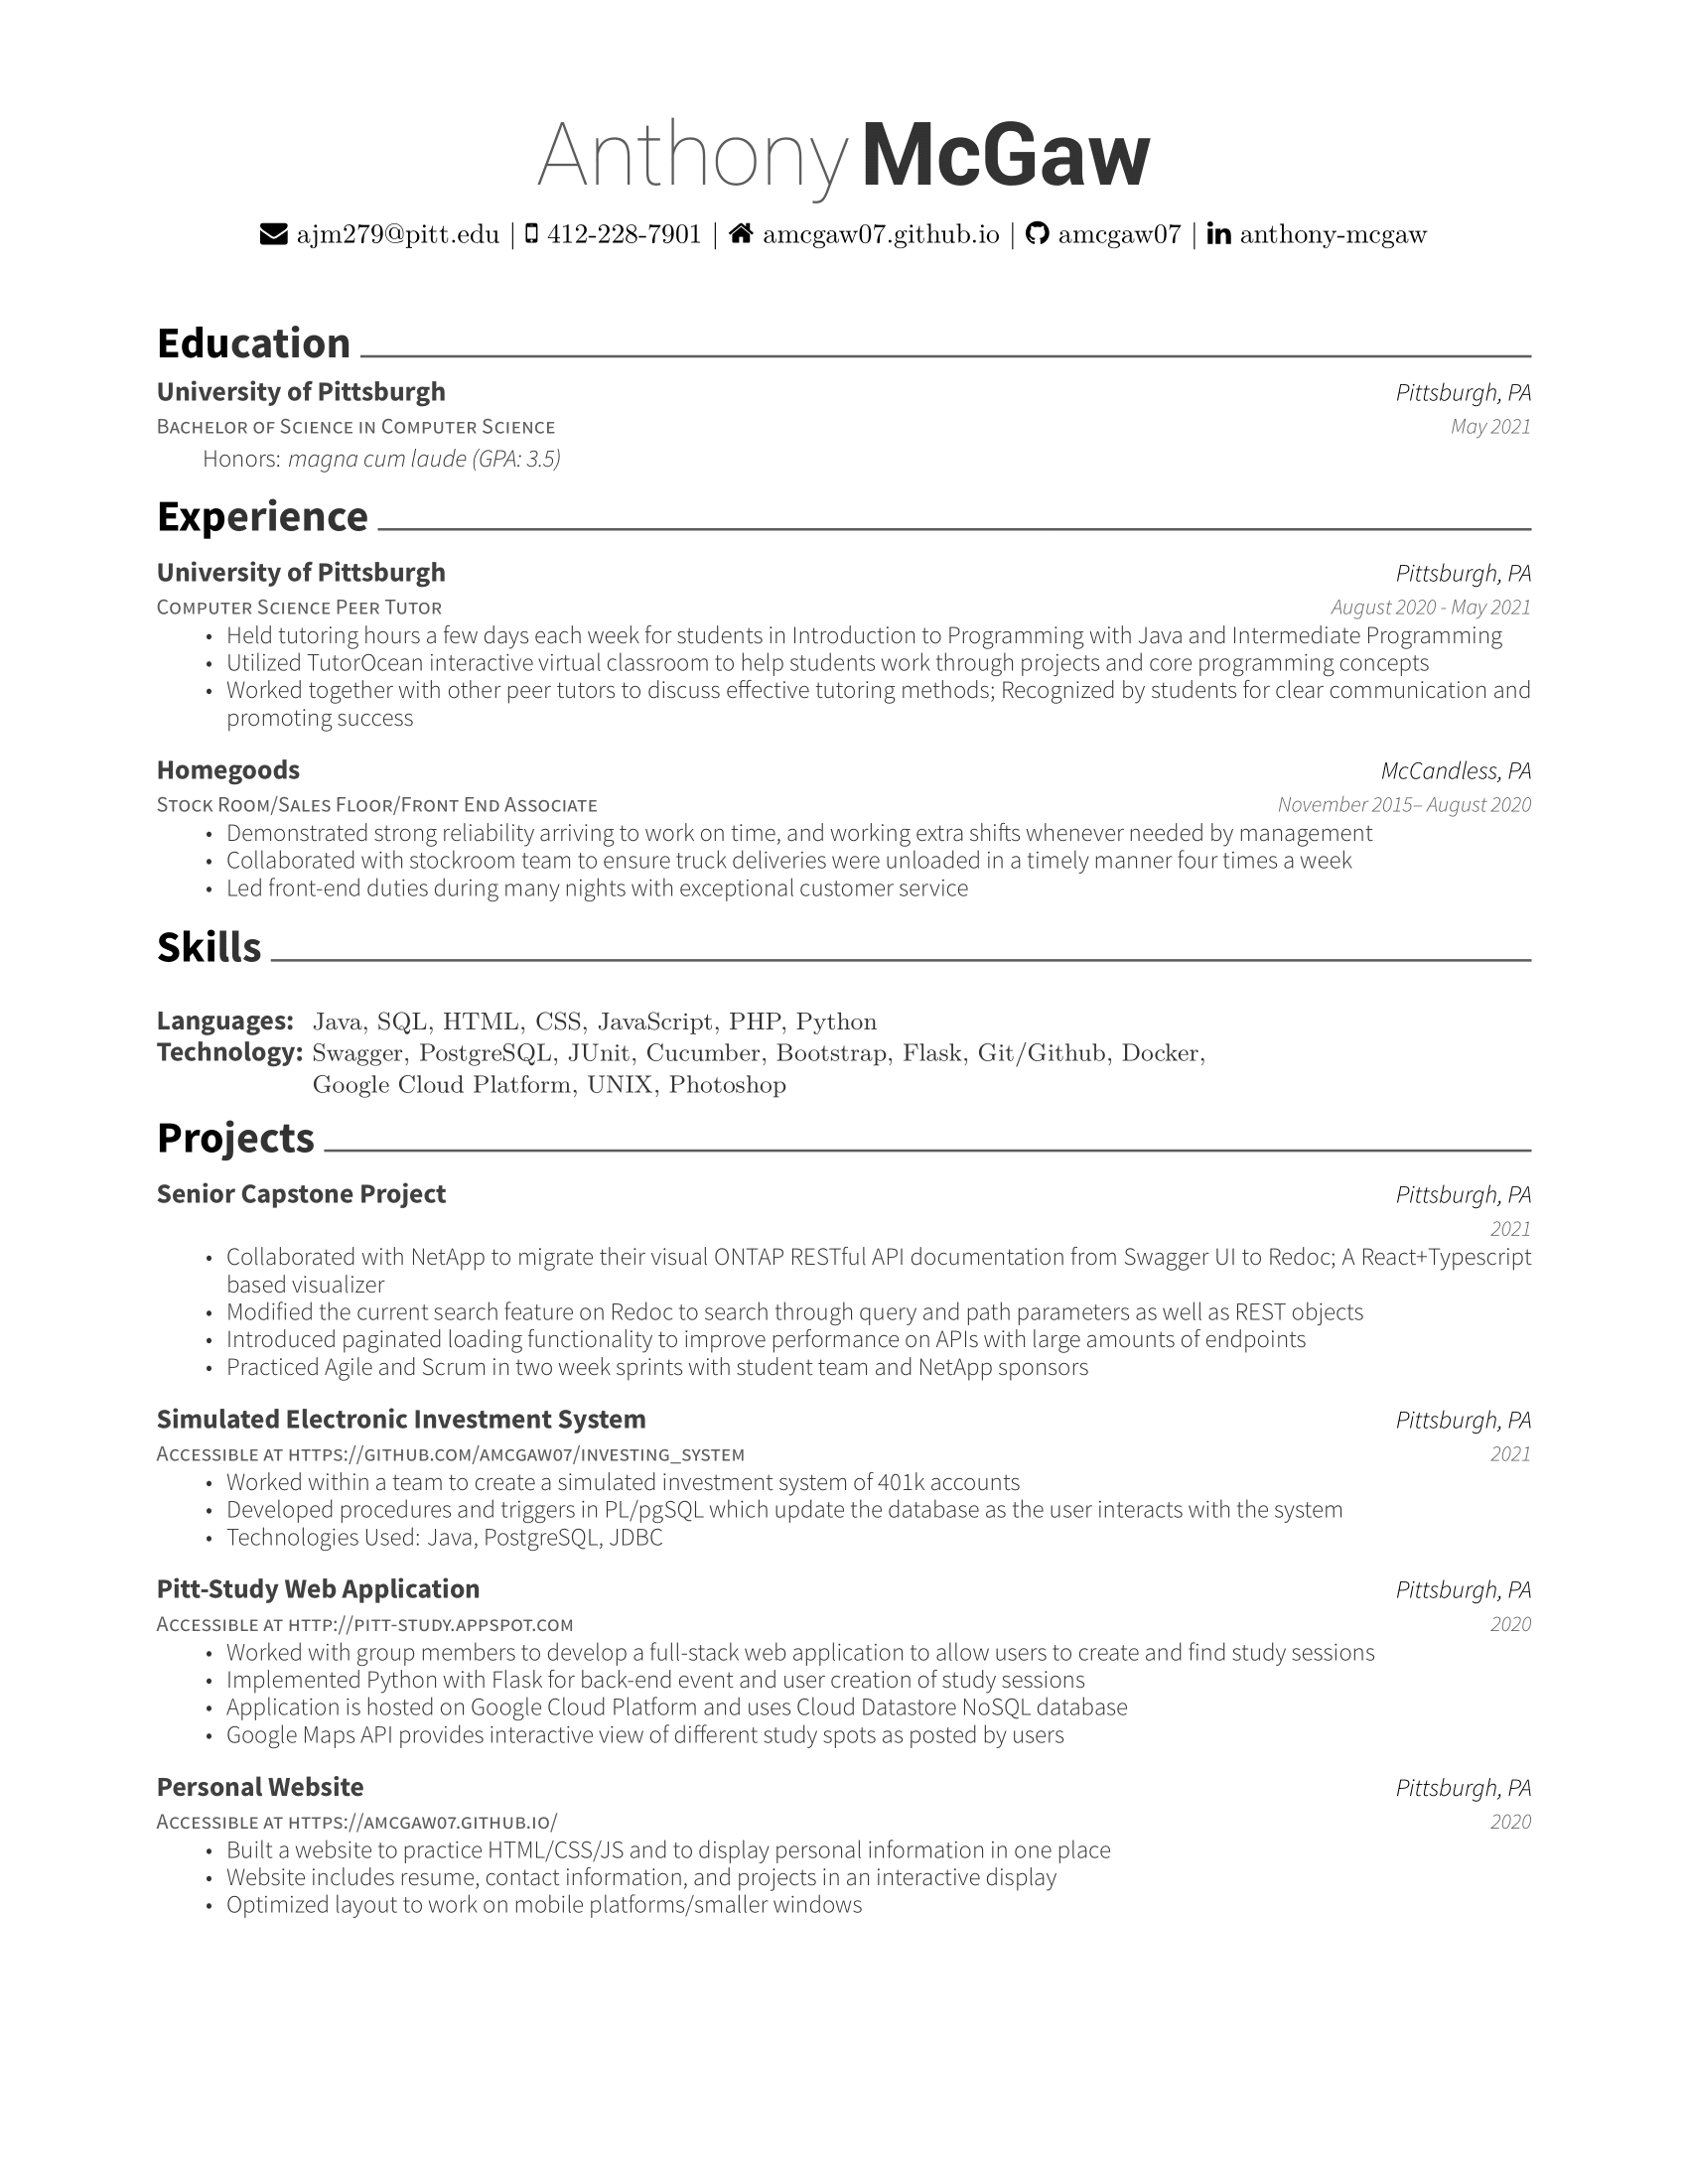 Anthony McGaw
ajm279@pitt.edu | 412-228-7901 | amcgaw07.github.io | amcgaw07 | anthony-mcgaw
Education
University of Pittsburgh Pittsburgh, PA
Bachelor of Science in Computer Science May 2021
Honors: magna cum laude (GPA: 3.5)
Experience
University of Pittsburgh Pittsburgh, PA
Computer Science Peer Tutor August 2020 - May 2021
• Held tutoring hours a few days each week for students in Introduction to Programming with Java and Intermediate Programming
• Utilized TutorOcean interactive virtual classroom to help students work through projects and core programming concepts
• Worked together with other peer tutors to discuss effective tutoring methods; Recognized by students for clear communication and
promoting success
Homegoods McCandless, PA
Stock Room/Sales Floor/Front End Associate November 2015– August 2020
• Demonstrated strong reliability arriving to work on time, and working extra shifts whenever needed by management
• Collaborated with stockroom team to ensure truck deliveries were unloaded in a timely manner four times a week
• Led front-end duties during many nights with exceptional customer service
Skills
Languages: Java, SQL, HTML, CSS, JavaScript, PHP, Python
Technology: Swagger, PostgreSQL, JUnit, Cucumber, Bootstrap, Flask, Git/Github, Docker,
Google Cloud Platform, UNIX, Photoshop
Projects
Senior Capstone Project Pittsburgh, PA
2021
• Collaborated with NetApp to migrate their visual ONTAP RESTful API documentation from Swagger UI to Redoc; A React+Typescript
based visualizer
• Modified the current search feature on Redoc to search through query and path parameters as well as REST objects
• Introduced paginated loading functionality to improve performance on APIs with large amounts of endpoints
• Practiced Agile and Scrum in two week sprints with student team and NetApp sponsors
Simulated Electronic Investment System Pittsburgh, PA
Accessible at https://github.com/amcgaw07/investing_system 2021
• Worked within a team to create a simulated investment system of 401k accounts
• Developed procedures and triggers in PL/pgSQL which update the database as the user interacts with the system
• Technologies Used: Java, PostgreSQL, JDBC
Pitt-Study Web Application Pittsburgh, PA
Accessible at http://pitt-study.appspot.com 2020
• Worked with group members to develop a full-stack web application to allow users to create and find study sessions
• Implemented Python with Flask for back-end event and user creation of study sessions
• Application is hosted on Google Cloud Platform and uses Cloud Datastore NoSQL database
• Google Maps API provides interactive view of different study spots as posted by users
Personal Website Pittsburgh, PA
Accessible at https://amcgaw07.github.io/ 2020
• Built a website to practice HTML/CSS/JS and to display personal information in one place
• Website includes resume, contact information, and projects in an interactive display
• Optimized layout to work on mobile platforms/smaller windows